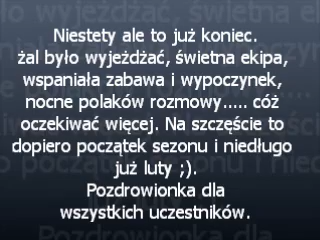 Niestety ale to już koniec.
żal było wyjeżdżać, świetna ekipa,
wspaniała zabawa i wypoczynek,
nocne polaków rozmowy..... cóż
oczekiwać więcej. Na szczęście to
dopiero początek sezonu i niedługo
już luty ;).
Pozdrowionka dla
wszystkich uczestników.